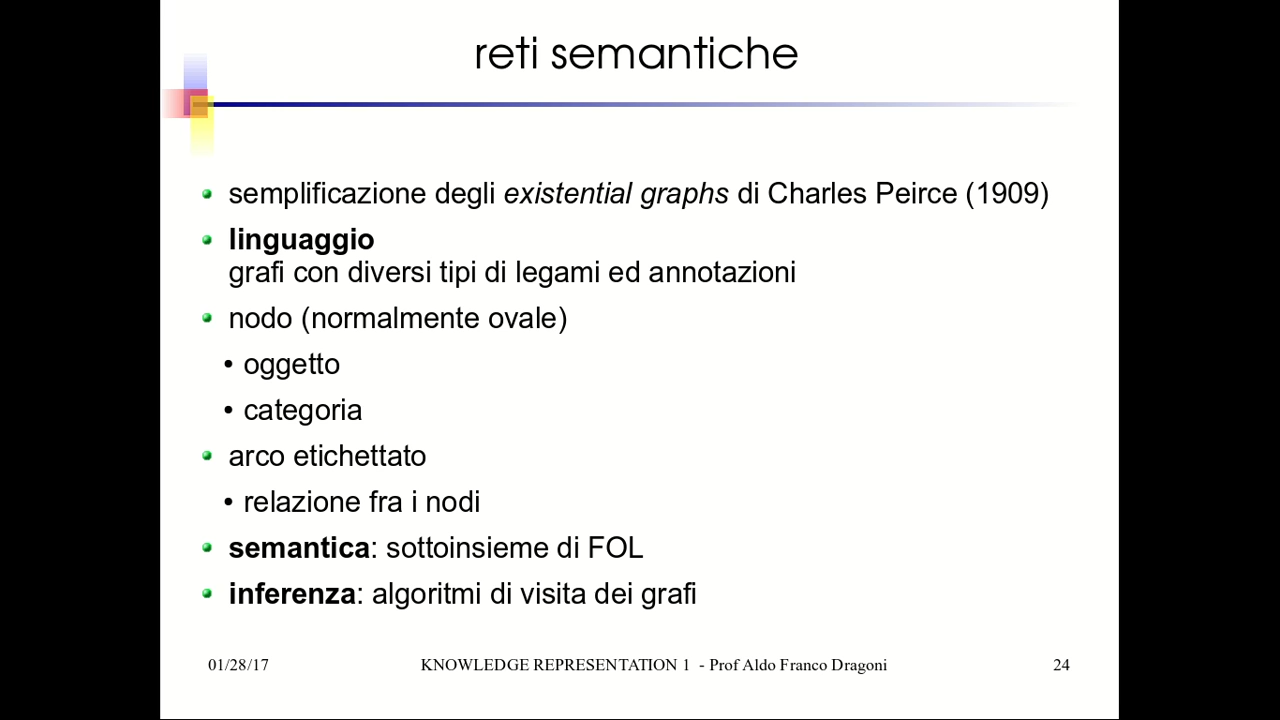 reti semantiche
semplificazione degli existential graphs di Charles Peirce (1909)
linguaggio
grafi con diversi tipi di legami ed annotazioni
nodo (normalmente ovale)
• oggetto
• categoria
arco etichettato
• relazione fra i nodi
semantica: sottoinsieme di FOL
inferenza: algoritmi di visita dei grafi
01/28/17 KNOWLEDGE REPRESENTATION 1 - Prof Aldo Franco Dragoni 24